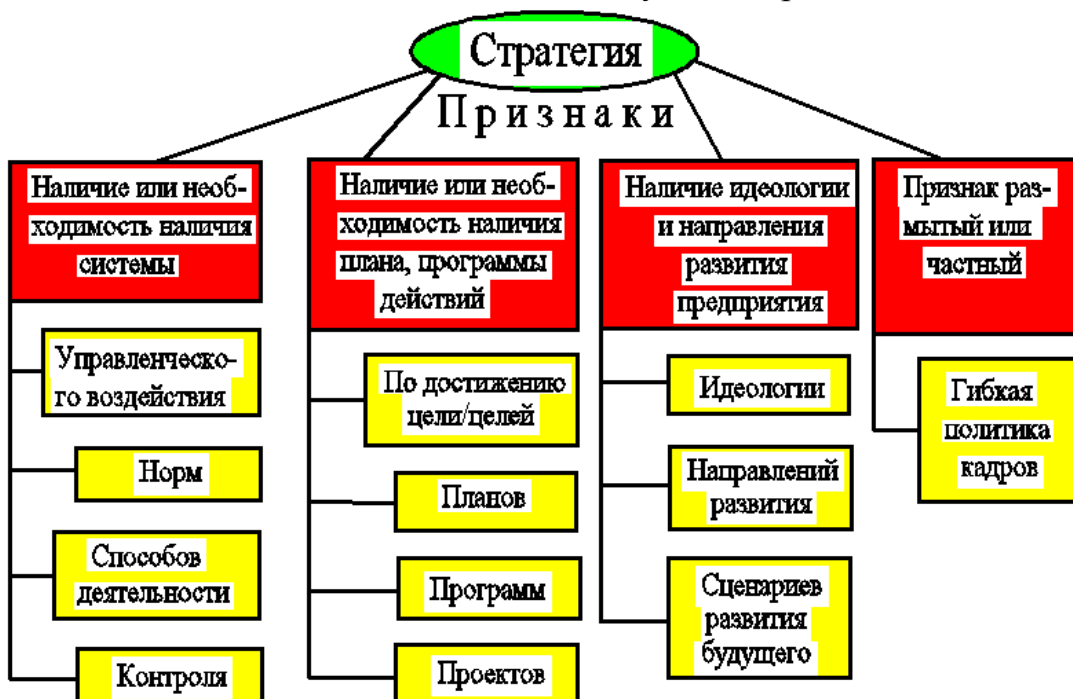 Стратегия
Признаки
Наличие или необ-
ходимость наличия
системы
Управленческо-
го воздействия
Норм
Способов
деятельности
Контроля
Наличие или необ-
ходимость наличия
плана, программы
действий
По достижению
цели/целей
Планов
Программ
Проектов
Наличие идеологии
и направления
развития
предприятия
Идеологии
Направлений
развития
Сценариев
развития
будущего
Признак раз-
мытый или
частный
Гибкая
политика
кадров